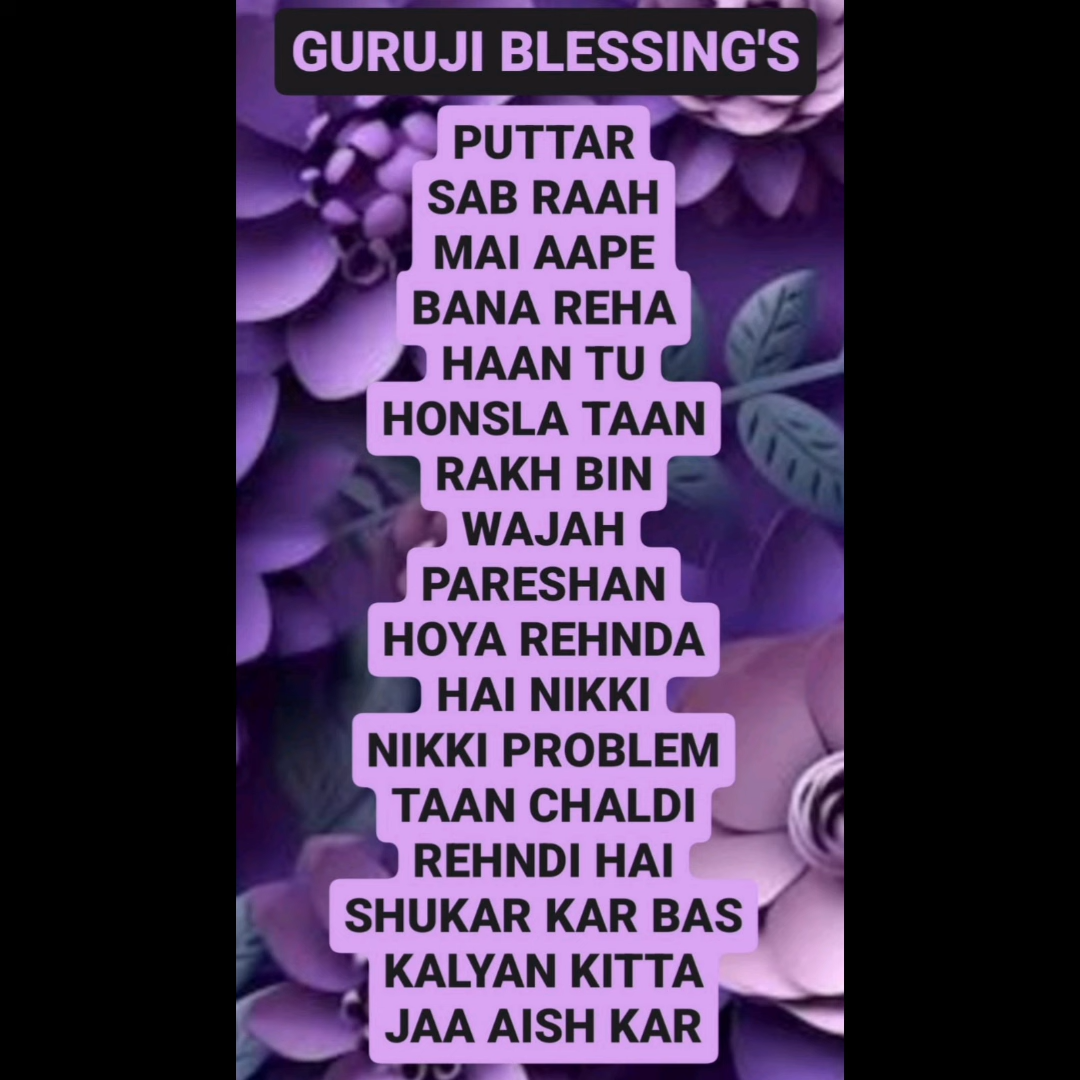 GURUJI BLESSING'S
PUTTAR
SAB RAAH
MAI AAPE
BANA REHA
HAAN TU
HONSLA TAAN
RAKH BIN
WAJAH
PARESHAN
HOYA REHNDA
HAI NIKKI
NIKKI PROBLEM
TAAN CHALDI
REHNDI HAI
SHUKAR KAR BAS
KALYAN KITTA
JAA AISH KAR